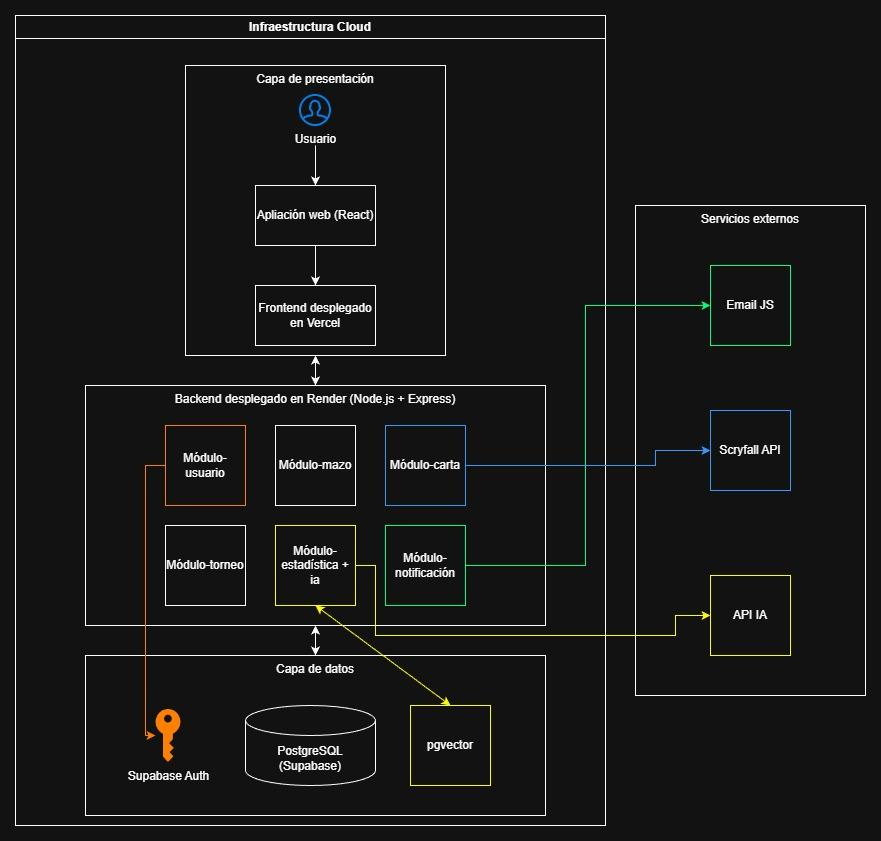 Infraestructura Cloud
Capa de presentación
Usuario
Apliación web (React)
Frontend desplegado
en Vercel
Servicios externos
Email JS
Backend desplegado en Render (Node.js + Express)
Módulo-
usuario
Módulo-mazo
Módulo-carta
Scryfall API
Módulo-torneo
Módulo-
estadística +
ia
Módulo-
notificación
API IA
Capa de datos
Supabase Auth
PostgreSQL
(Supabase)
pgvector